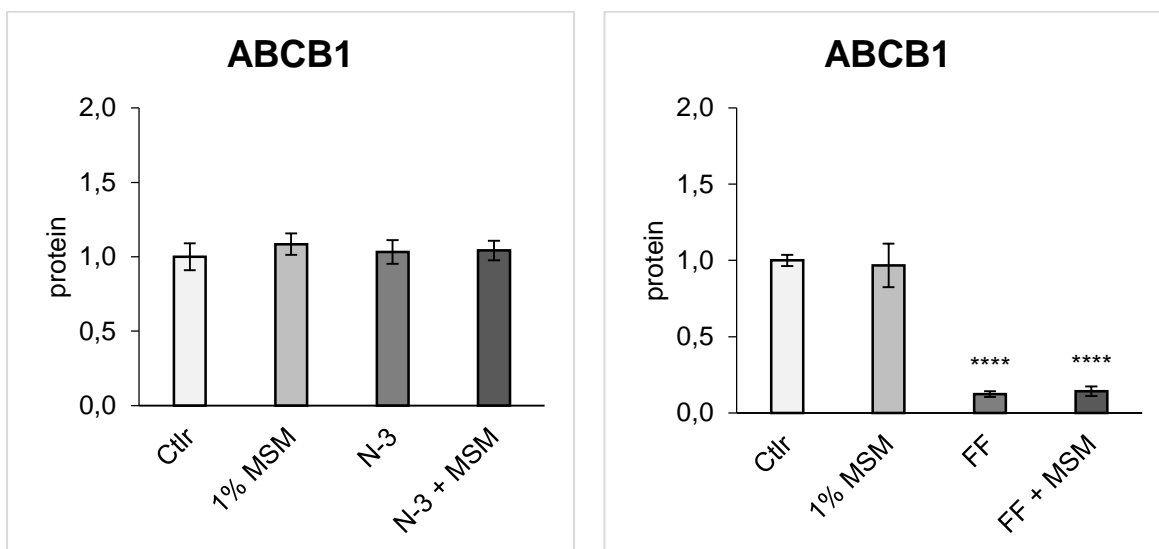 ABCB1
2,0
1,5
1,0
0,5
0,0
protein
Ctlr
1% MSM
N-3
N-3 + MSM
ABCB1
2,0
1,5
1,0
0,5
0,0
protein
****
****
Ctlr
1% MSM
FF
FF + MSM